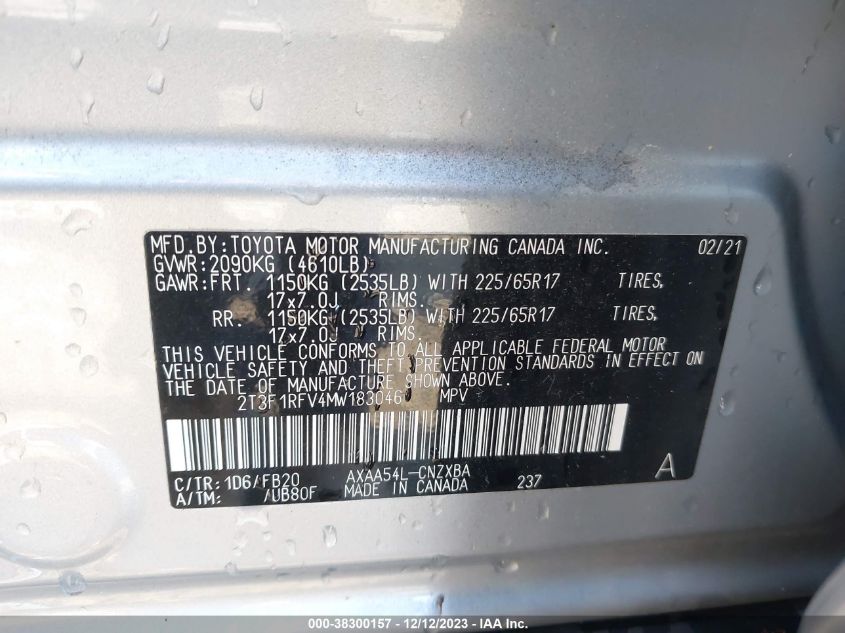 MFD.BY:TOYOTA MOTOR MANUFACTURING CANADA INC. 02/21
GVWR:2090KG (4610LB)
GAWR:FRT. 1150KG (2535LB) WITH 225/65R17 TIRES,
17x7.0J RIMS.
RR. 1150KG (2535LB) WITH 225/65R17 TIRES,
17x7.0J RIMS.
THIS VEHICLE CONFORMS TO ALL APPLICABLE FEDERAL MOTOR
VEHICLE SAFETY AND THEFT PREVENTION STANDARDS IN EFFECT ON
THE DATE OF MANUFACTURE SHOWN ABOVE.
2T3F1RFV4MW183046 MPV
C/TR:1D6/FB20 AXAA54L-CNZXBA A
A/TM: /UB80F MADE IN CANADA 237
000-38300157 - 12/12/2023 - IAA Inc.